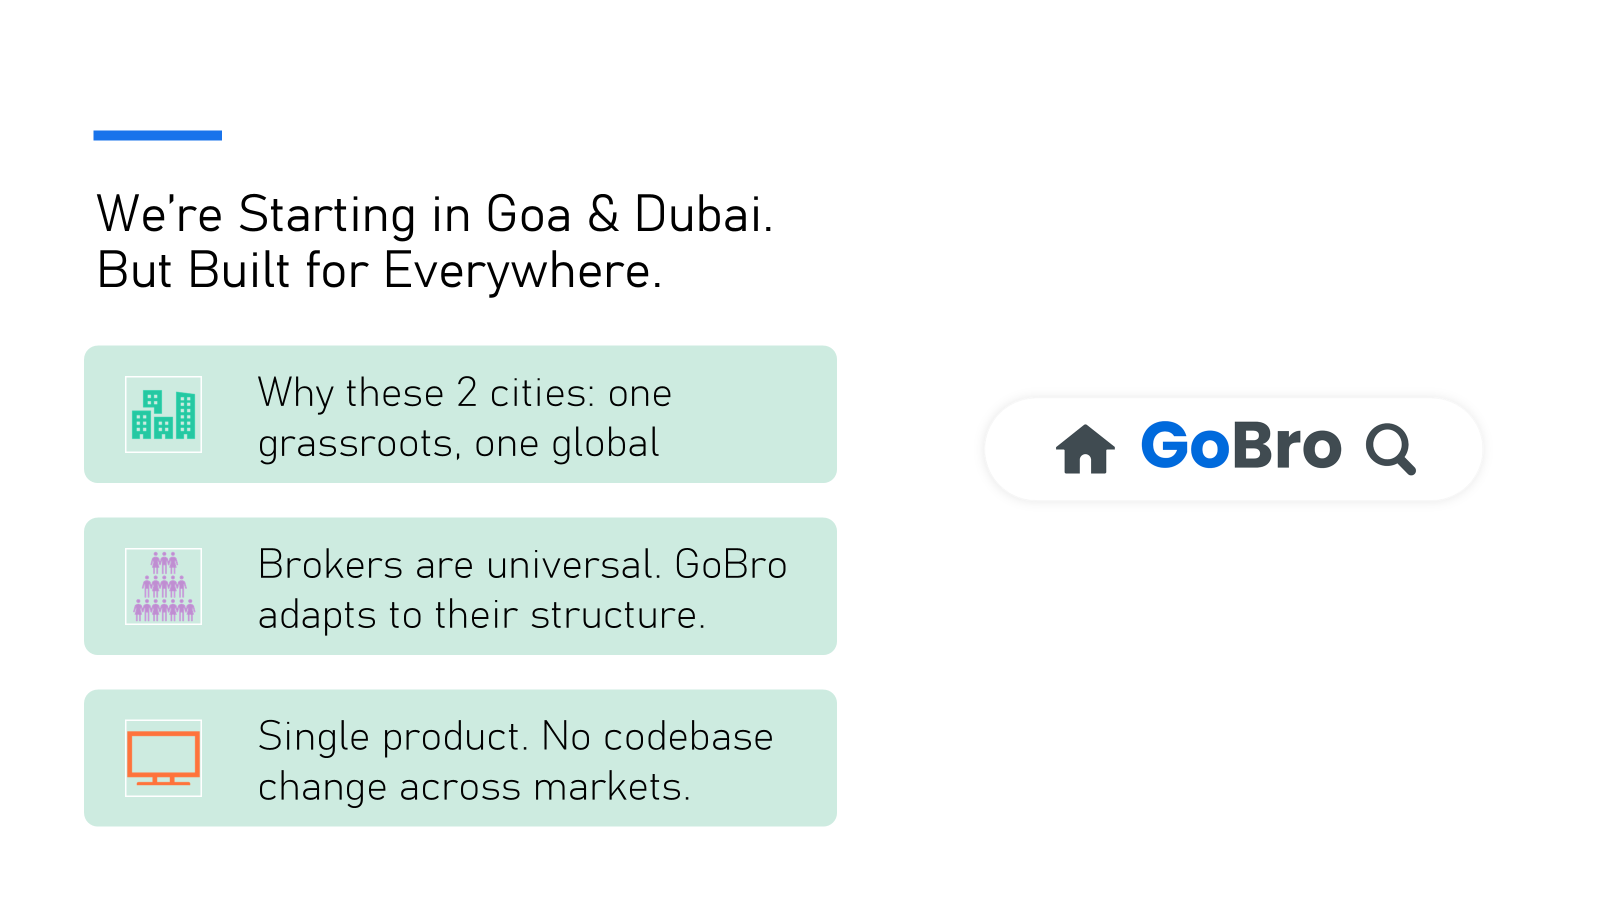 We're Starting in Goa & Dubai.
But Built for Everywhere.
Why these 2 cities: one
grassroots, one global
Brokers are universal. GoBro
adapts to their structure.
Single product. No codebase
change across markets.
GoBro